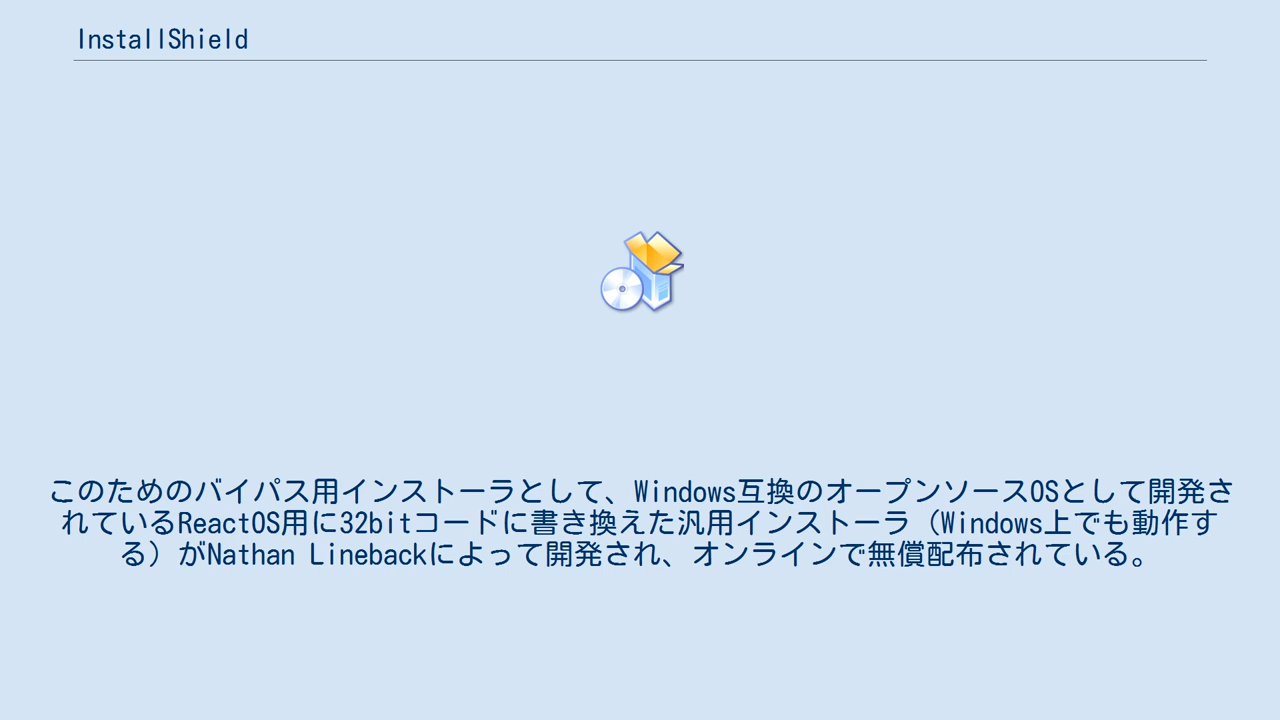 InstallShield
このためのバイパス用インストーラとして、Windows互換のオープンソースOSとして開発さ
れているReactOS用に32bitコードに書き換えた汎用インストーラ（Windows上でも動作す
る）がNathan Linebackによって開発され、オンラインで無償配布されている。